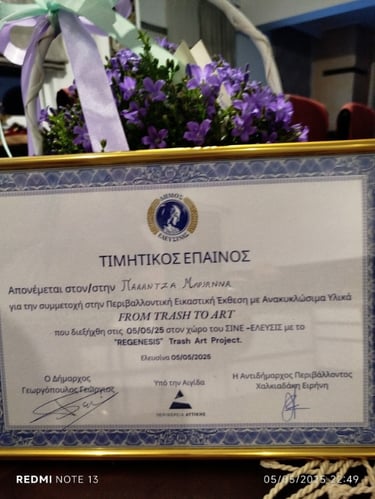 ΔΗΜΟΣ
ΕΛΕΥΣΙΝΑΣ
ΤΙΜΗΤΙΚΟΣ ΕΠΑΙΝΟΣ
Απονέμεται στον/στην ΠΑΛΑΝΤΖΑ ΜΑΡΙΑΝΝΑ
για την συμμετοχή στην Περιβαλλοντική Εικαστική Έκθεση με Ανακυκλώσιμα Υλικά
FROM TRASH TO ART
που διεξήχθη στις 05/05/25 στον χώρο του ΣΙΝΕ -ΕΛΕΥΣΙΣ με το
"REGENESIS" Trash Art Project.
Ελευσίνα 05/05/2025
Ο Δήμαρχος
Γεωργόπουλος Γεώργιος
Υπό την Αιγίδα
ΠΕΡΙΦΕΡΕΙΑ ΑΤΤΙΚΗΣ
Η Αντιδήμαρχος Περιβάλλοντος
Χαλκιαδάκη Ειρήνη
REDMI NOTE 13
05/05/2025 22:49